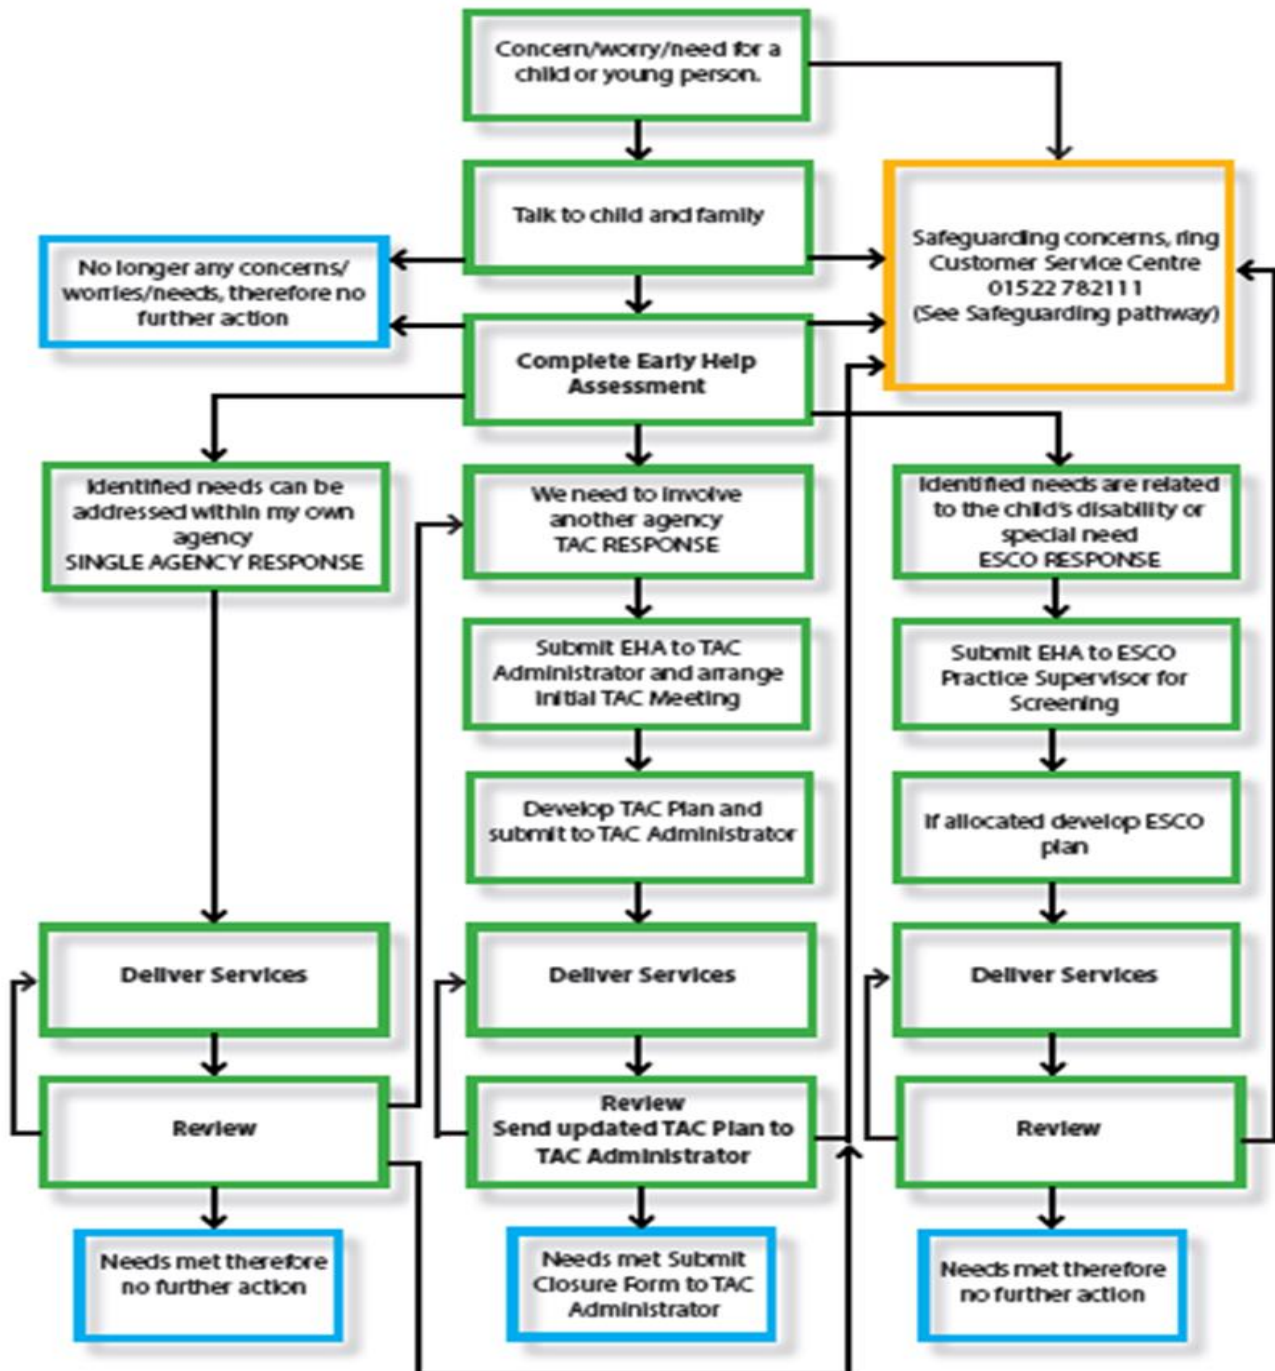 Concern/worry/need for a
child or young person.
Talk to child and family
Safeguarding concerns, ring
Customer Service Centre
01522 782111
(See Safeguarding pathway)
No longer any concerns/
worries/needs, therefore no
further action
Complete Early Help
Assessment
Identified needs can be
addressed within my own
agency
SINGLE AGENCY RESPONSE
We need to involve
another agency
TAC RESPONSE
Identified needs are related
to the child's disability or
special need
ESCO RESPONSE
Submit EHA to TAC
Administrator and arrange
Initial TAC Meeting
Submit EHA to ESCO
Practice Supervisor for
Screening
Develop TAC Plan and
submit to TAC Administrator
If allocated develop ESCO
plan
Deliver Services
Deliver Services
Deliver Services
Review
Review
Send updated TAC Plan to
TAC Administrator
Review
Needs met therefore
no further action
Needs met Submit
Closure Form to TAC
Administrator
Needs met therefore
no further action